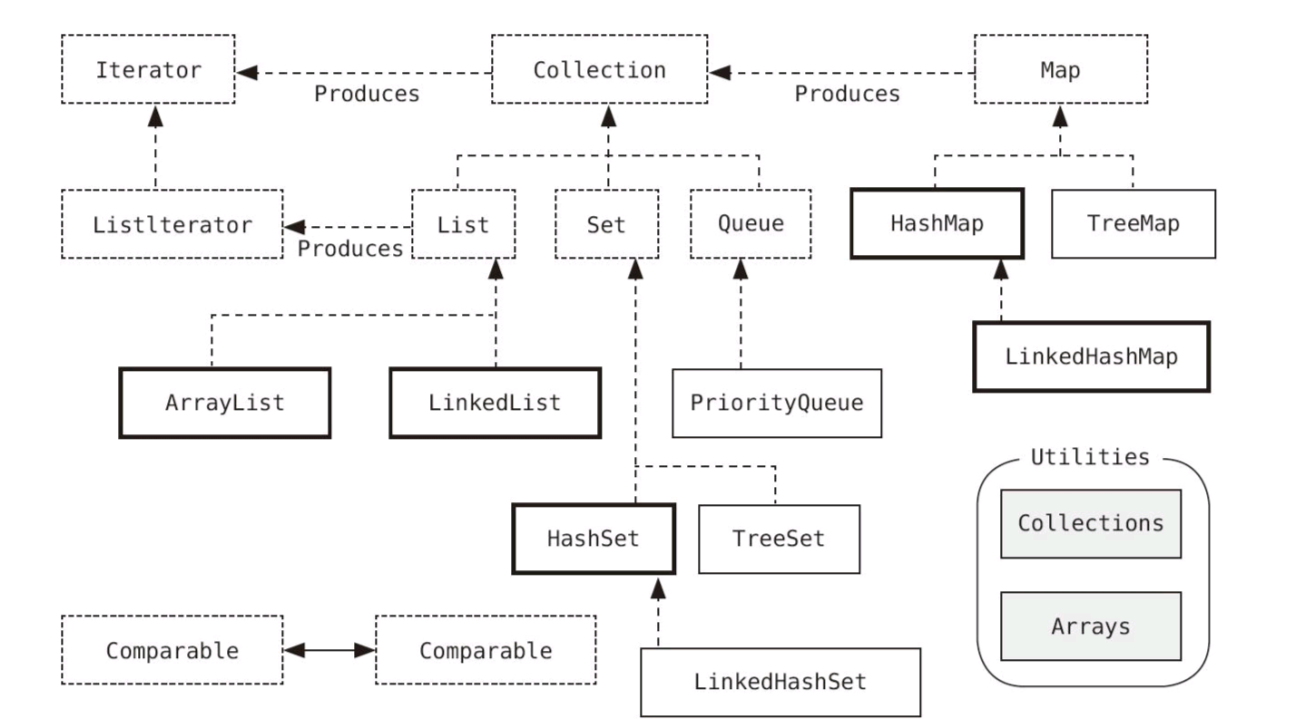 Iterator
Collection
Map
Produces
Produces
Listlterator
List
Set
Queue
HashMap
TreeMap
Produces
LinkedHashMap
ArrayList
LinkedList
PriorityQueue
Utilities
Collections
HashSet
TreeSet
Arrays
Comparable
Comparable
LinkedHashSet